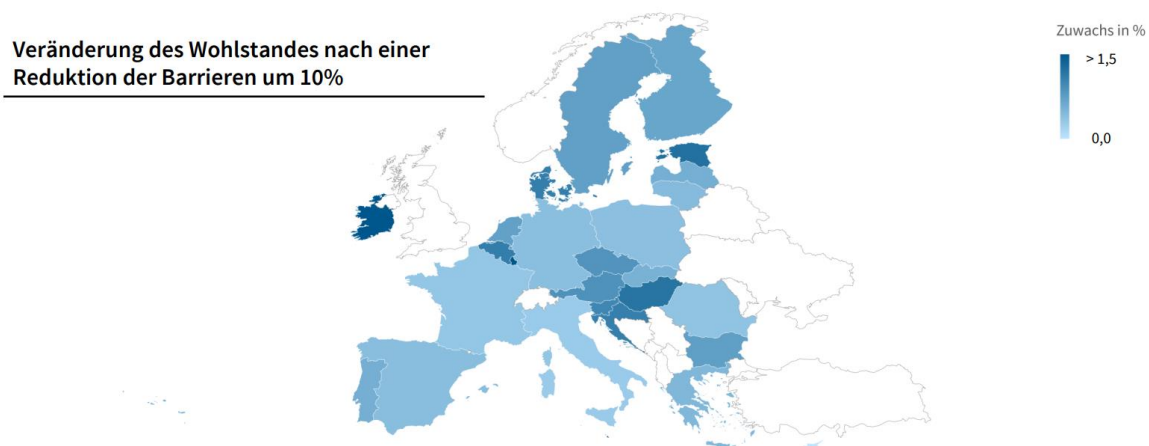 Veränderung des Wohlstandes nach einer
Reduktion der Barrieren um 10%
Zuwachs in %
> 1,5
0,0